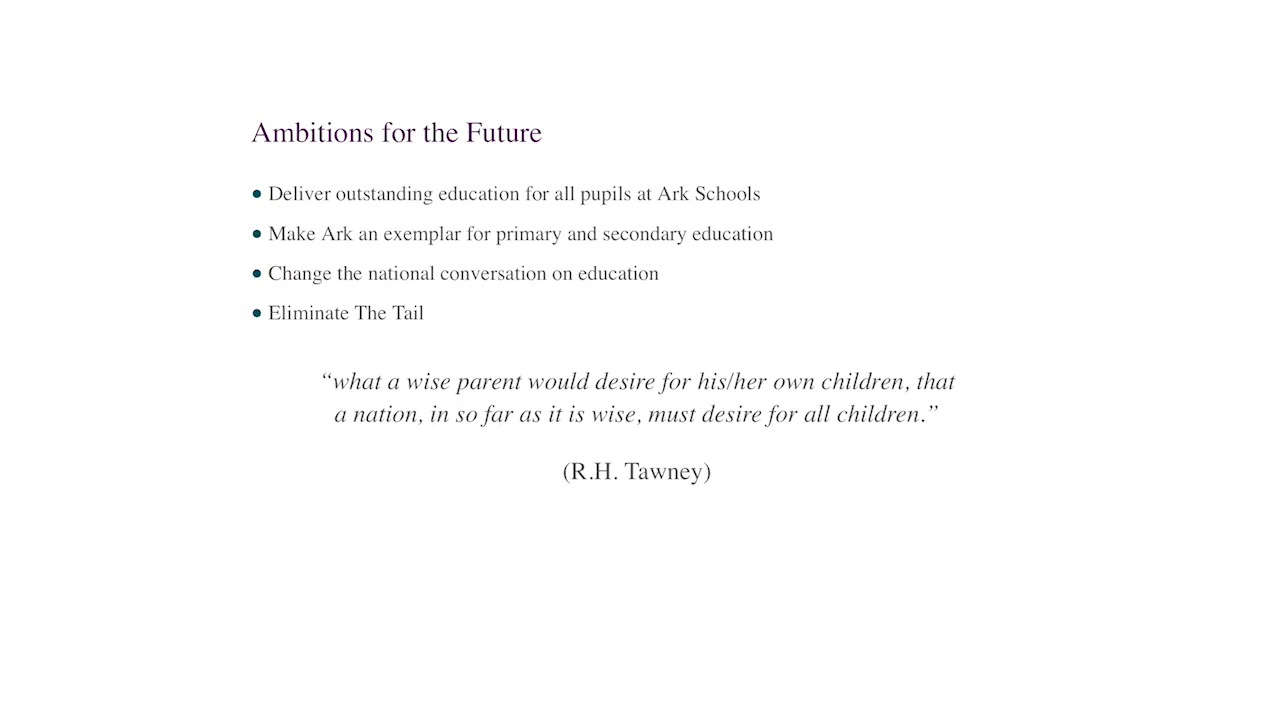 Ambitions for the Future
• Deliver outstanding education for all pupils at Ark Schools
• Make Ark an exemplar for primary and secondary education
• Change the national conversation on education
• Eliminate The Tail
“what a wise parent would desire for his/her own children, that
a nation, in so far as it is wise, must desire for all children.”
(R.H. Tawney)